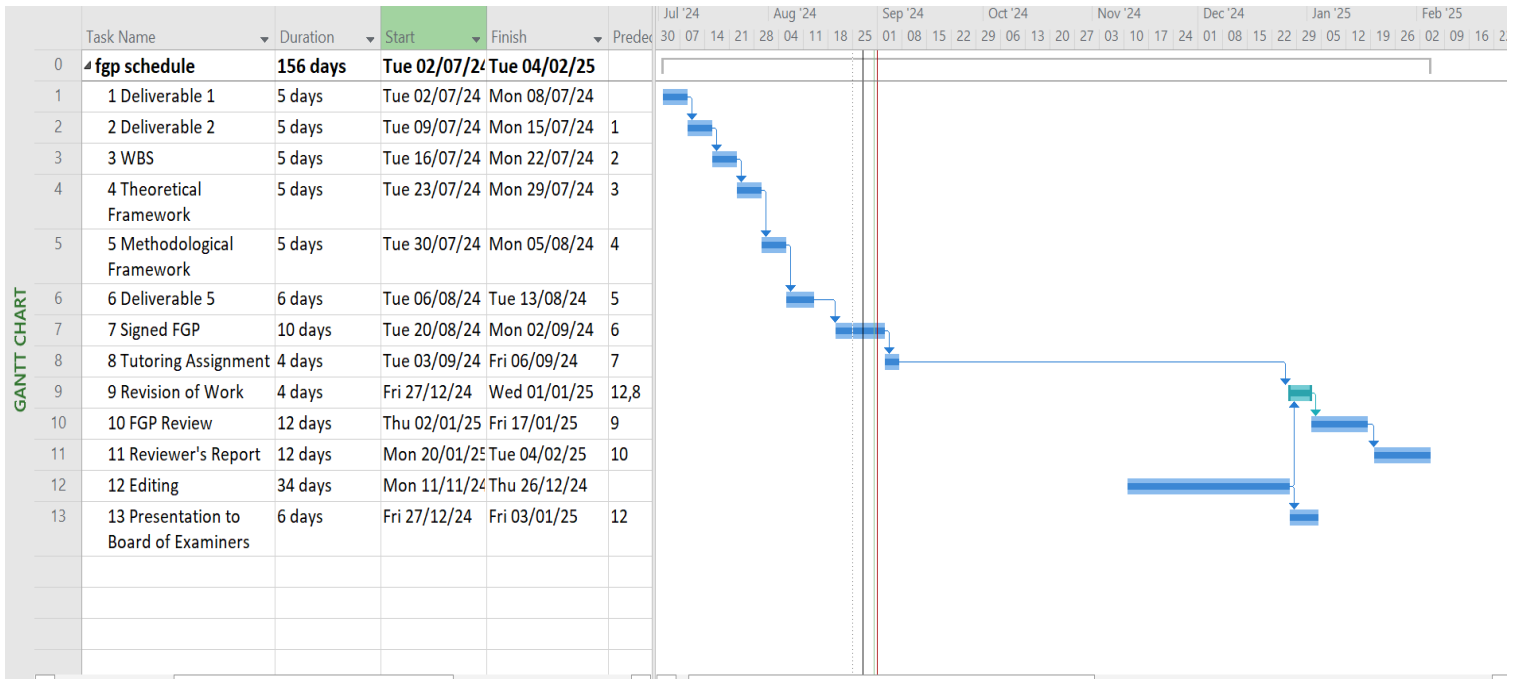 Jul '24 Aug '24 Sep '24 Oct '24 Nov '24 Dec '24 Jan '25 Feb '25
Task Name Duration Start Finish Predec 30 07 14 21 28 04 11 18 25 01 08 15 22 29 06 13 20 27 03 10 17 24 01 08 15 22 29 05 12 19 26 02 09 16
0 fgp schedule 156 days Tue 02/07/24 Tue 04/02/25
1 1 Deliverable 1 5 days Tue 02/07/24 Mon 08/07/24
2 2 Deliverable 2 5 days Tue 09/07/24 Mon 15/07/24 1
3 3 WBS 5 days Tue 16/07/24 Mon 22/07/24 2
4 4 Theoretical 5 days Tue 23/07/24 Mon 29/07/24 3
Framework
5 5 Methodological 5 days Tue 30/07/24 Mon 05/08/24 4
Framework
6 6 Deliverable 5 6 days Tue 06/08/24 Tue 13/08/24 5
7 7 Signed FGP 10 days Tue 20/08/24 Mon 02/09/24 6
8 8 Tutoring Assignment 4 days Tue 03/09/24 Fri 06/09/24 7
9 9 Revision of Work 4 days Fri 27/12/24 Wed 01/01/25 12,8
10 10 FGP Review 12 days Thu 02/01/25 Fri 17/01/25 9
11 11 Reviewer's Report 12 days Mon 20/01/25 Tue 04/02/25 10
12 12 Editing 34 days Mon 11/11/24 Thu 26/12/24
13 13 Presentation to 6 days Fri 27/12/24 Fri 03/01/25 12
Board of Examiners
GANTT CHART